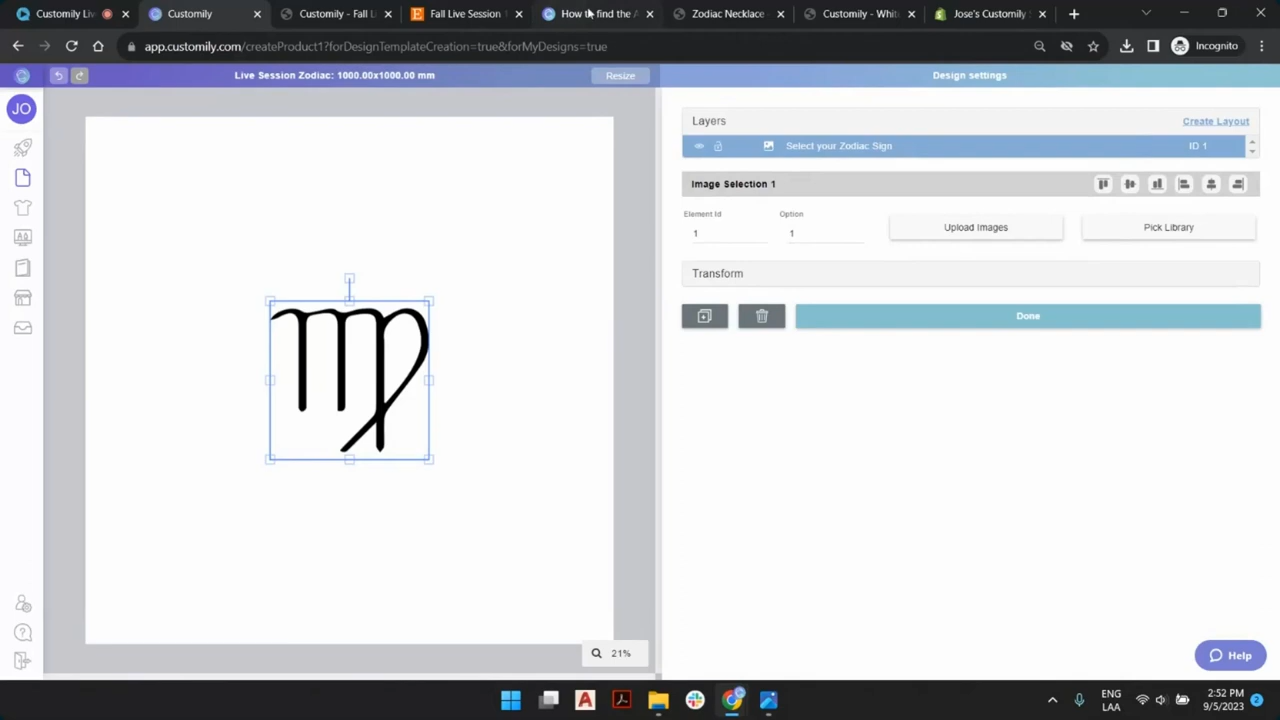 Customily Liv
Customily
Customily - Fall L
Fall Live Session
How to find the A
Zodiac Necklace -
Customily - Whit
Jose's Customily S
app.customily.com/createProduct1?forDesignTemplateCreation=true&forMyDesigns=true
Incognito
Live Session Zodiac: 1000.00x1000.00 mm
Resize
Design settings
JO
Layers
Create Layout
Select your Zodiac Sign
ID 1
Image Selection 1
Element Id
Option
1
1
Upload Images
Pick Library
Transform
Done
21%
Help
ENG
LAA
2:52 PM
9/5/2023
2